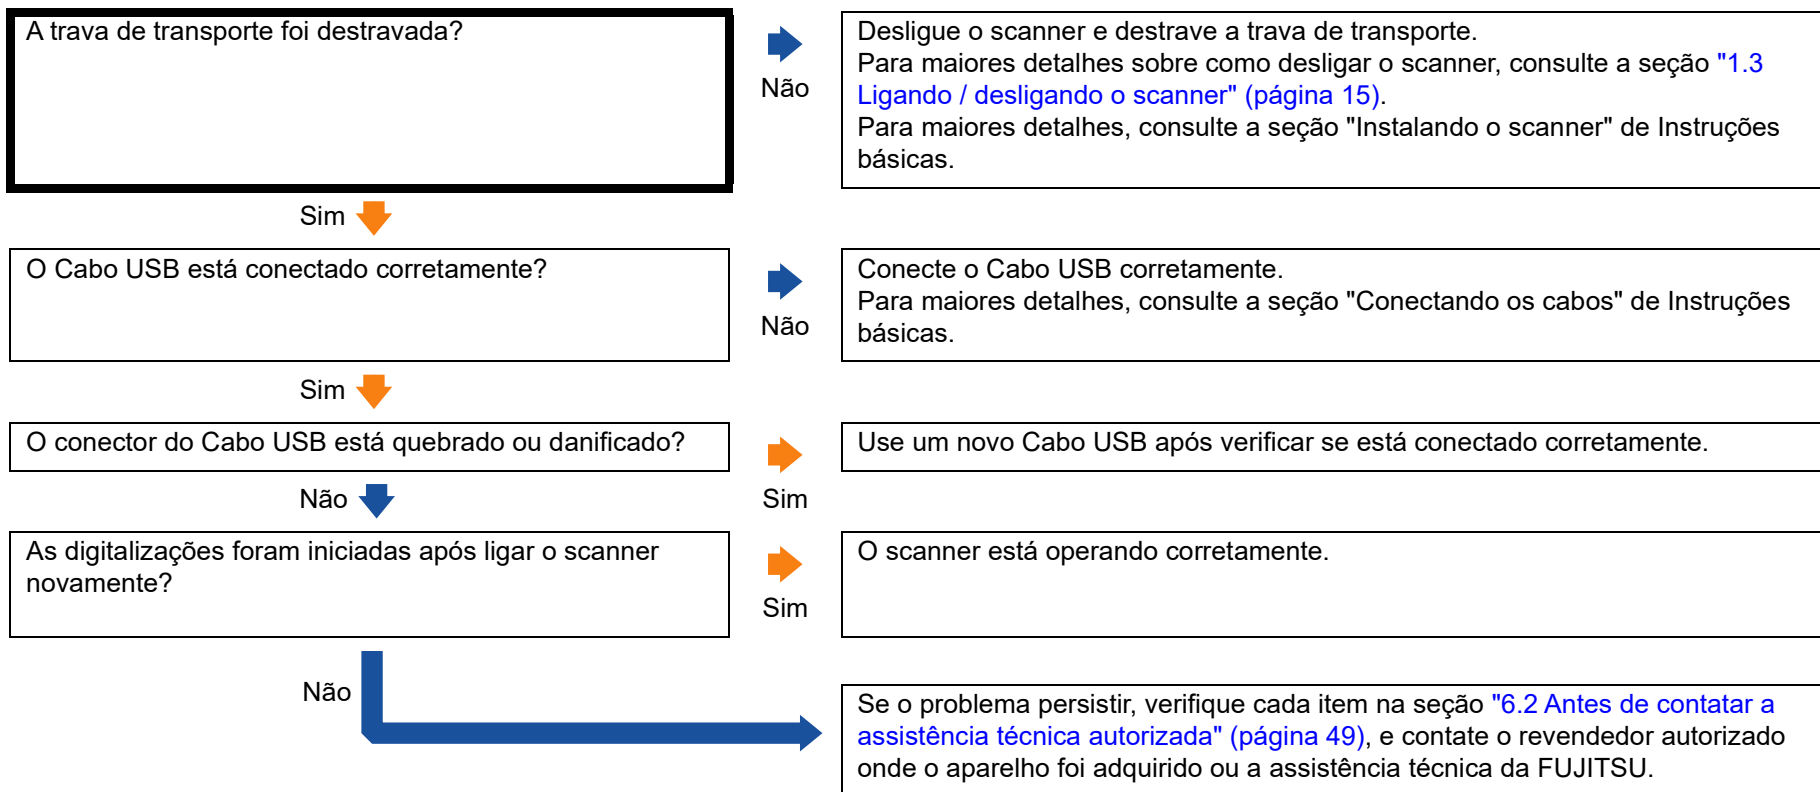 A trava de transporte foi destravada?
Não
Desligue o scanner e destrave a trava de transporte.
Para maiores detalhes sobre como desligar o scanner, consulte a seção "1.3
Ligando / desligando o scanner" (página 15).
Para maiores detalhes, consulte a seção "Instalando o scanner" de Instruções
básicas.
Sim
O Cabo USB está conectado corretamente?
Não
Conecte o Cabo USB corretamente.
Para maiores detalhes, consulte a seção "Conectando os cabos" de Instruções
básicas.
Sim
O conector do Cabo USB está quebrado ou danificado?
Sim
Use um novo Cabo USB após verificar se está conectado corretamente.
Não
As digitalizações foram iniciadas após ligar o scanner
novamente?
Sim
O scanner está operando corretamente.
Não
Se o problema persistir, verifique cada item na seção "6.2 Antes de contatar a
assistência técnica autorizada" (página 49), e contate o revendedor autorizado
onde o aparelho foi adquirido ou a assistência técnica da FUJITSU.